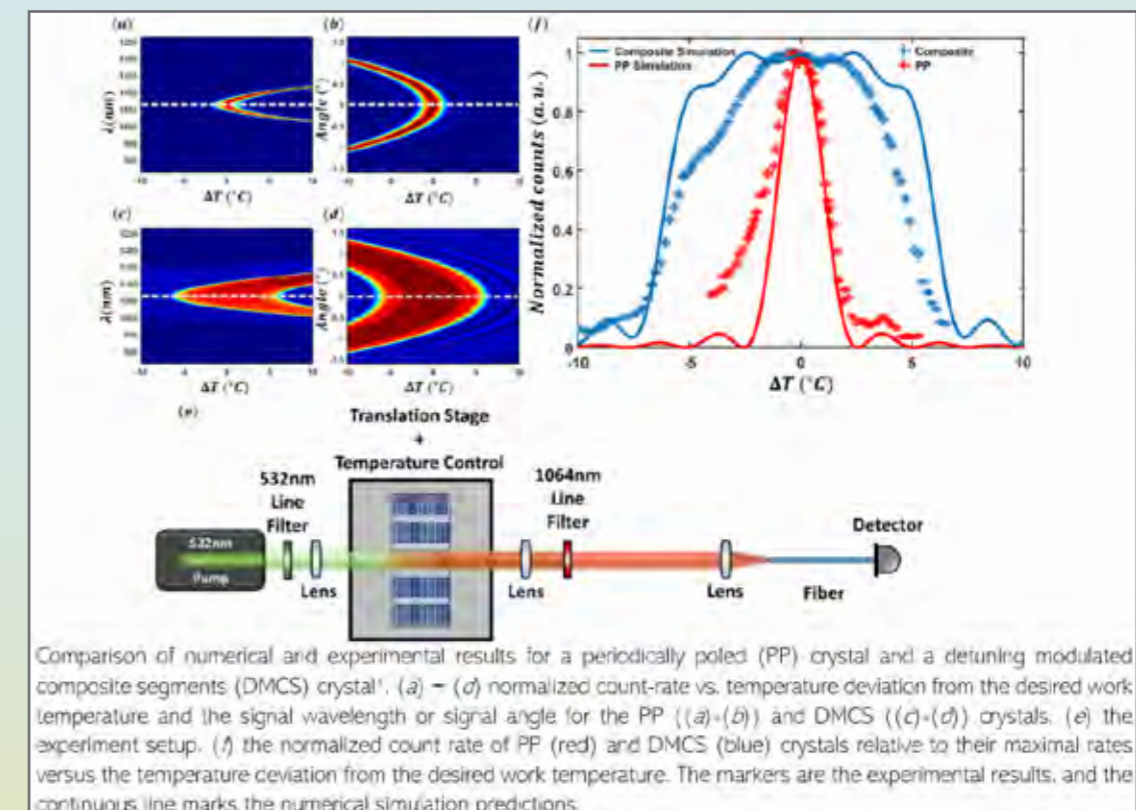 (a)
(b)
(f)
λ(nm)
Angle (°)
ΔT (°C)
ΔT (°C)
(c)
(d)
λ(nm)
Angle (°)
ΔT (°C)
ΔT (°C)
Composite Simulation
PP Simulation
Composite
PP
Normalized counts (a.u.)
1
0.8
0.6
0.4
0.2
0
-10
-5
0
5
10
ΔT (°C)
(e)
Translation Stage
+
Temperature Control
532nm
Line
Filter
1064nm
Line
Filter
532nm
Pump
Lens
Lens
Lens
Fiber
Detector
Comparison of numerical and experimental results for a periodically poled (PP) crystal and a detuning modulated
composite segments (DMCS) crystal¹. (a) – (d) normalized count-rate vs. temperature deviation from the desired work
temperature and the signal wavelength or signal angle for the PP ((a)-(b)) and DMCS ((c)-(d)) crystals. (e) the
experiment setup. (f) the normalized count rate of PP (red) and DMCS (blue) crystals relative to their maximal rates
versus the temperature deviation from the desired work temperature. The markers are the experimental results, and the
continuous line marks the numerical simulation predictions.